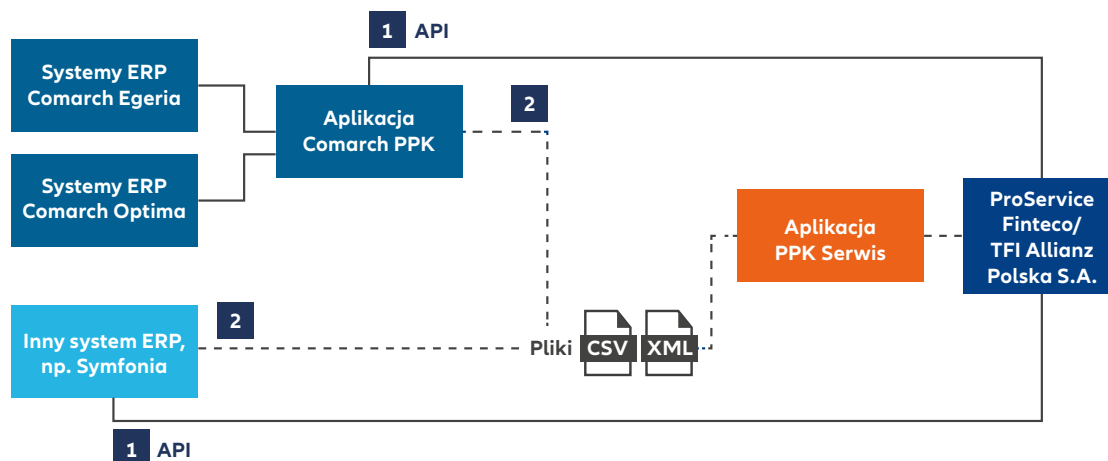 1 API
Systemy ERP
Comarch Egeria
Aplikacja
Comarch PPK
2
Systemy ERP
Comarch Optima
Aplikacja
PPK Serwis
ProService
Finteco/
TFI Allianz
Polska S.A.
Inny system ERP,
np. Symfonia
2
Pliki CSV XML
1 API